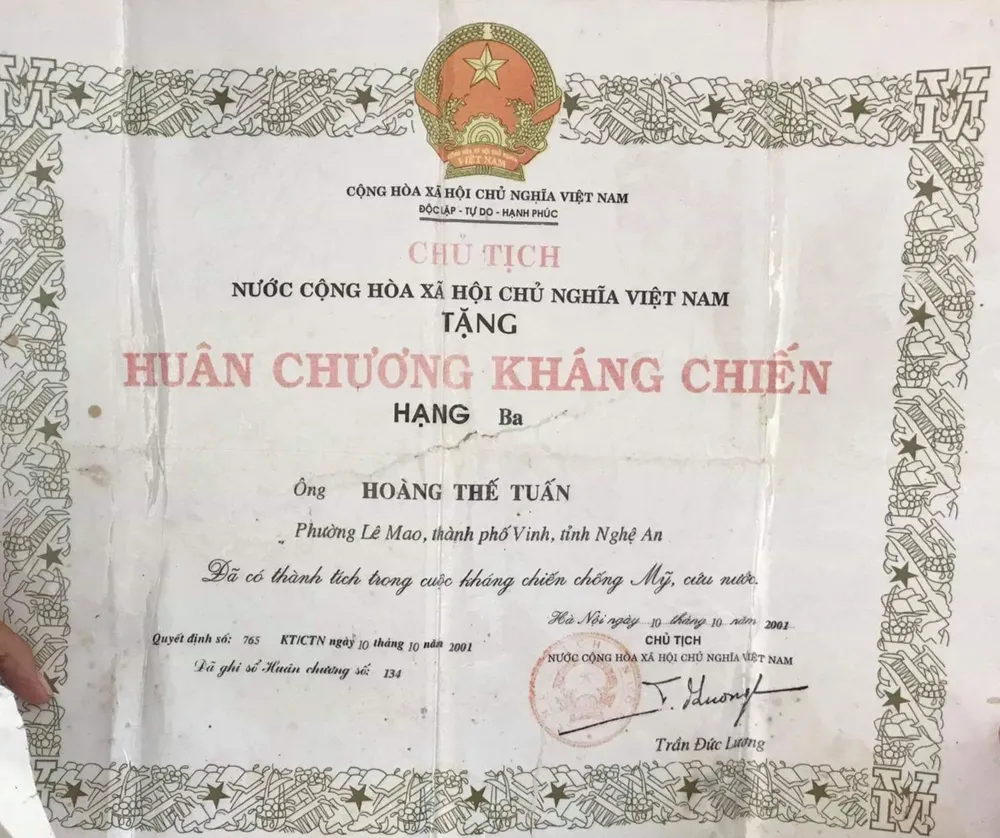 VIỆT NAM
CỘNG HÒA XÃ HỘI CHỦ NGHĨA VIỆT NAM
ĐỘC LẬP - TỰ DO - HẠNH PHÚC
CHỦ TỊCH
NƯỚC CỘNG HÒA XÃ HỘI CHỦ NGHĨA VIỆT NAM
TẶNG
HUÂN CHƯƠNG KHÁNG CHIẾN
HẠNG Ba
Ông HOÀNG THẾ TUẤN
Phường Lê Mao, thành phố Vinh, tỉnh Nghệ An
Đã có thành tích trong cuộc kháng chiến chống Mỹ, cứu nước.
Hà Nội ngày 10 tháng 10 năm 2001
Quyết định số: 765 KT/CTN ngày 10 tháng 10 năm 2001
Đã ghi sổ Huân chương số: 134
CHỦ TỊCH
NƯỚC CỘNG HÒA XÃ HỘI CHỦ NGHĨA VIỆT NAM
Trần Đức Lương